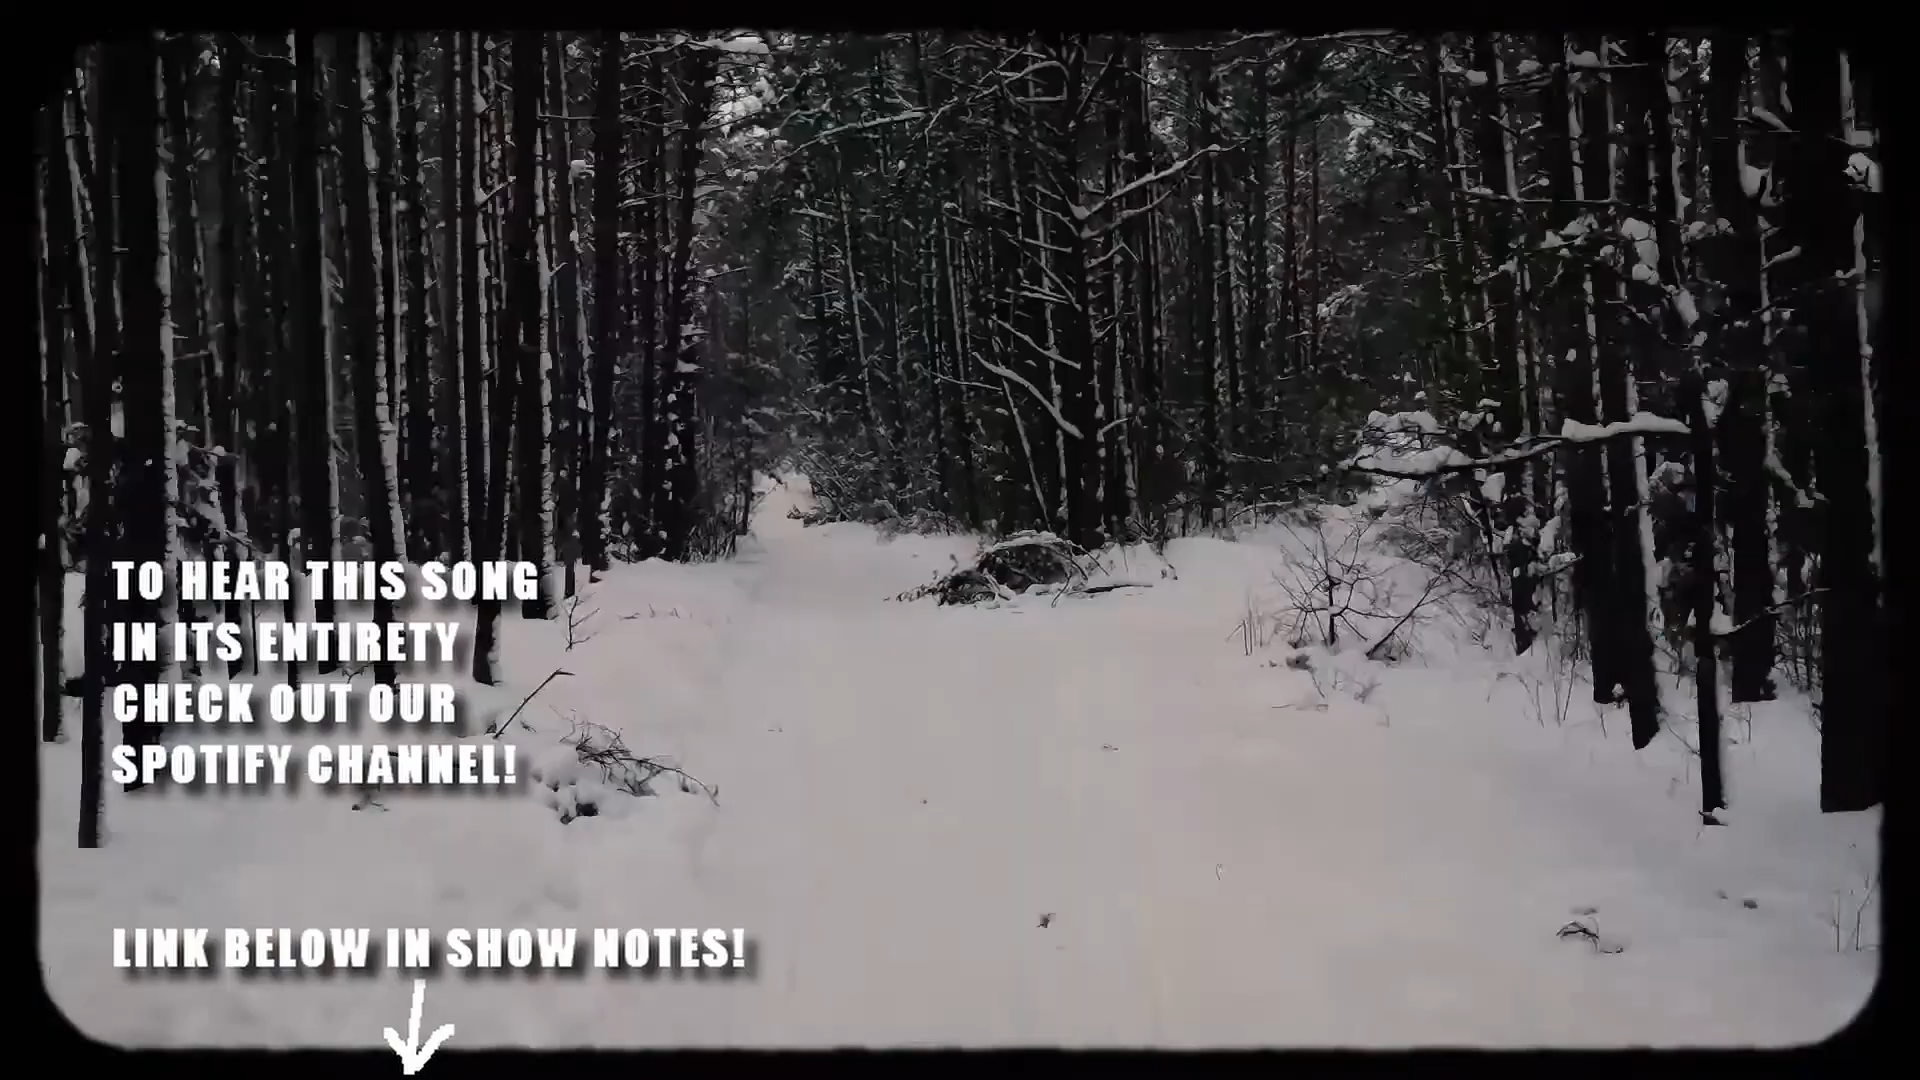 TO HEAR THIS SONG
IN ITS ENTIRETY
CHECK OUT OUR
SPOTIFY CHANNEL!
LINK BELOW IN SHOW NOTES!